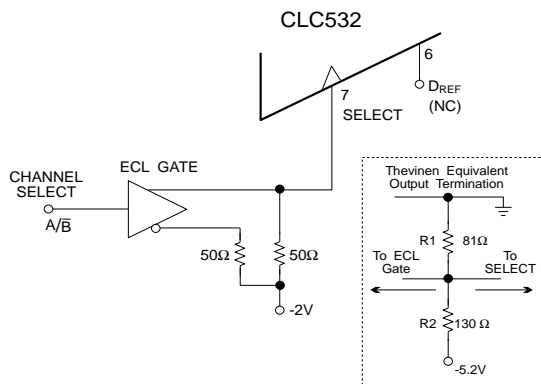 CLC532
6
7
D_REF
(NC)
SELECT
ECL GATE
CHANNEL
SELECT
A/B̅
50Ω
50Ω
-2V
Thevinen Equivalent
Output Termination
R1 81Ω
To ECL
Gate
To
SELECT
R2 130 Ω
-5.2V